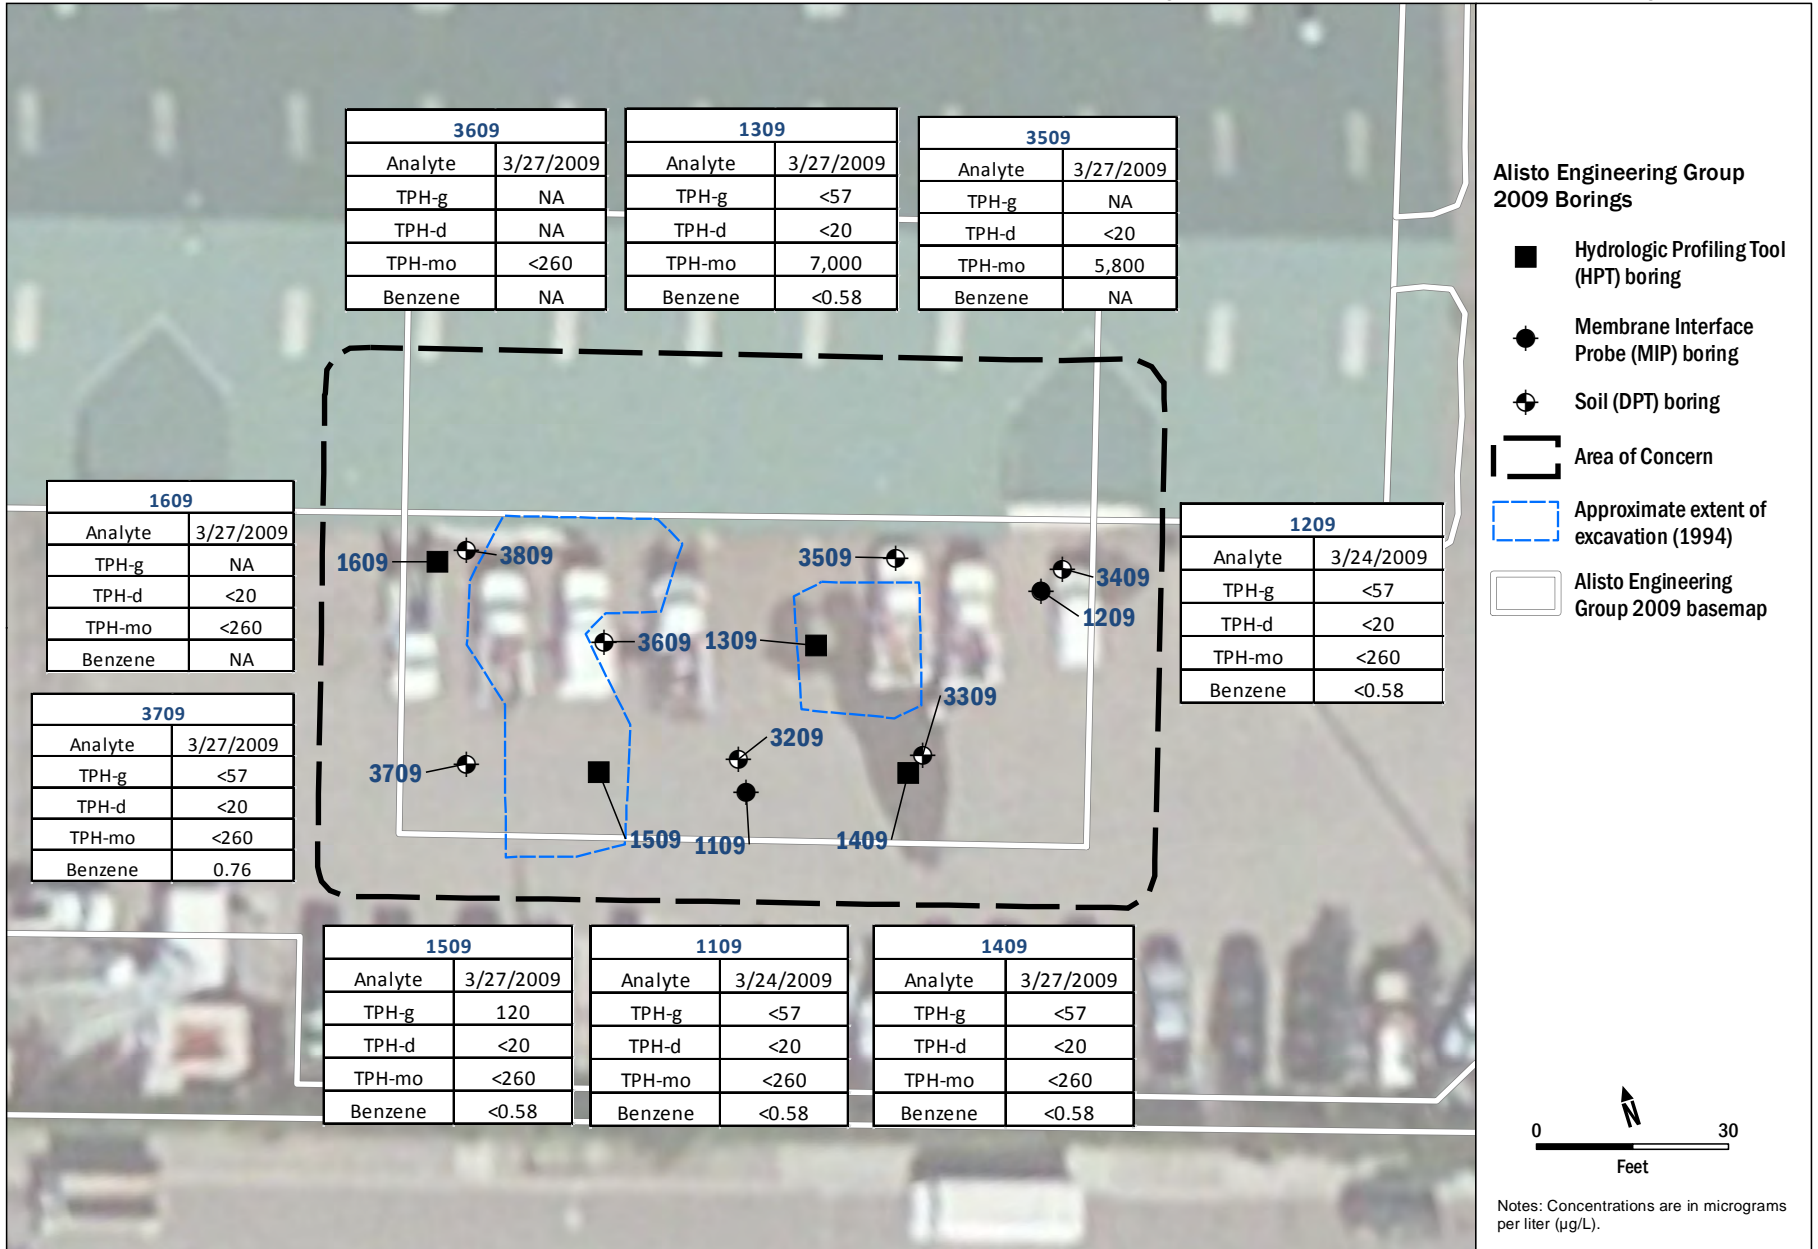 3609
Analyte 3/27/2009
TPH-g NA
TPH-d NA
TPH-mo <260
Benzene NA
1309
Analyte 3/27/2009
TPH-g <57
TPH-d <20
TPH-mo 7,000
Benzene <0.58
3509
Analyte 3/27/2009
TPH-g NA
TPH-d <20
TPH-mo 5,800
Benzene NA
1609
Analyte 3/27/2009
TPH-g NA
TPH-d <20
TPH-mo <260
Benzene NA
3709
Analyte 3/27/2009
TPH-g <57
TPH-d <20
TPH-mo <260
Benzene 0.76
1209
Analyte 3/24/2009
TPH-g <57
TPH-d <20
TPH-mo <260
Benzene <0.58
1609
3809
3509
3409
1209
3609
1309
3309
3209
3709
1509
1109
1409
1509
Analyte 3/27/2009
TPH-g 120
TPH-d <20
TPH-mo <260
Benzene <0.58
1109
Analyte 3/24/2009
TPH-g <57
TPH-d <20
TPH-mo <260
Benzene <0.58
1409
Analyte 3/27/2009
TPH-g <57
TPH-d <20
TPH-mo <260
Benzene <0.58
Alisto Engineering Group
2009 Borings
Hydrologic Profiling Tool
(HPT) boring
Membrane Interface
Probe (MIP) boring
Soil (DPT) boring
Area of Concern
Approximate extent of
excavation (1994)
Alisto Engineering
Group 2009 basemap
N
0 30
Feet
Notes: Concentrations are in micrograms
per liter (µg/L).